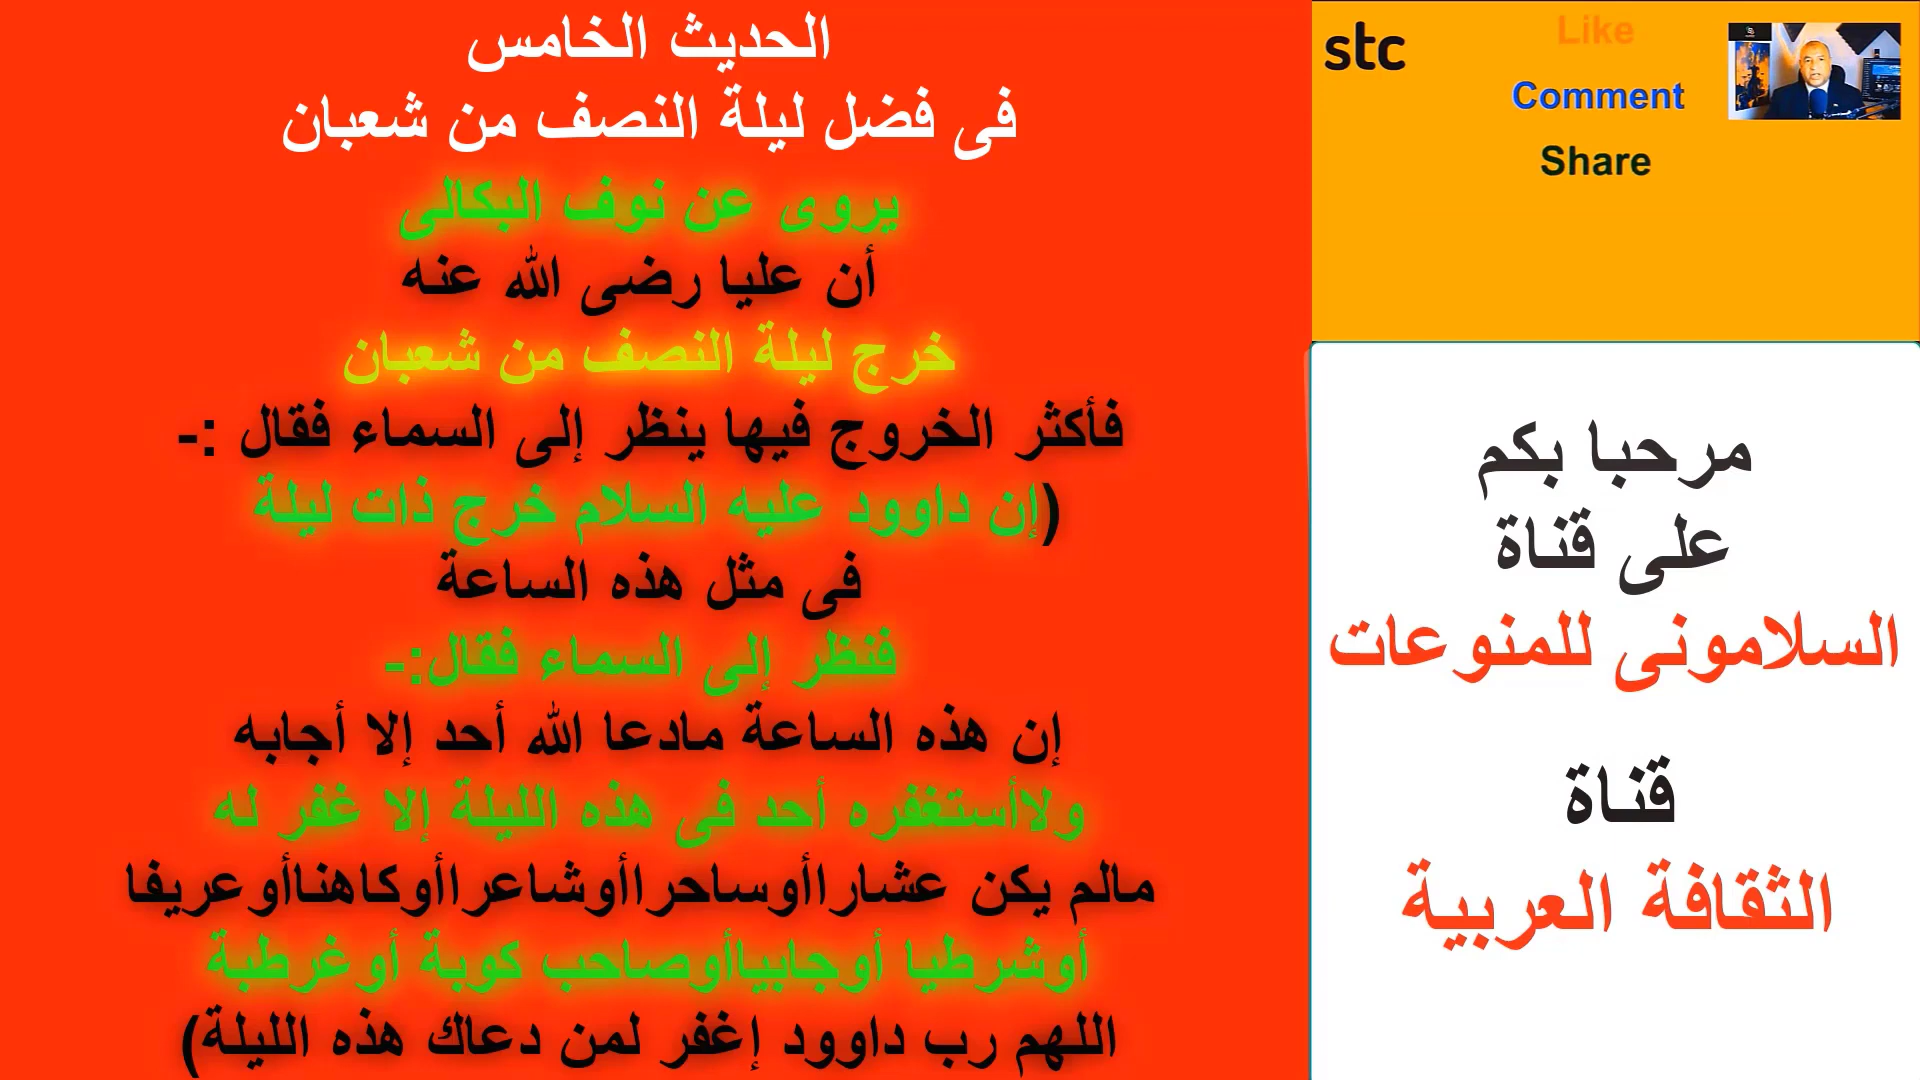 الحديث الخامس
فى فضل ليلة النصف من شعبان
يروى عن نوف البكالى
أن عليا رضى الله عنه
خرج ليلة النصف من شعبان
فأكثر الخروج فيها ينظر إلى السماء فقال :-
(إن داوود عليه السلام خرج ذات ليلة
فى مثل هذه الساعة
فنظر إلى السماء فقال:-
إن هذه الساعة مادعا الله أحد إلا أجابه
ولاأستغفره أحد فى هذه الليلة إلا غفر له
مالم يكن عشاراأوساحراأوشاعراأوكاهناأوعريفا
أوشرطيا أوجابياأوصاحب كوبة أوغرطبة
اللهم رب داوود إغفر لمن دعاك هذه الليلة)
stc
Like
Comment
Share
مرحبا بكم
على قناة
السلامونى للمنوعات
قناة
الثقافة العربية